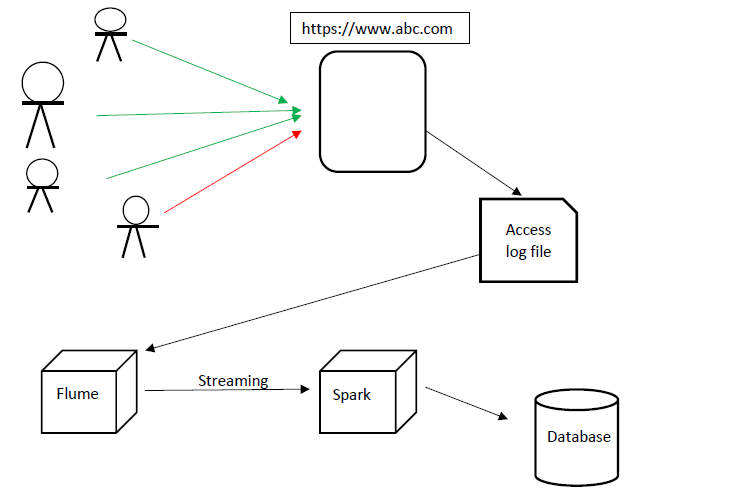 https://www.abc.com
Access
log file
Flume
Streaming
Spark
Database